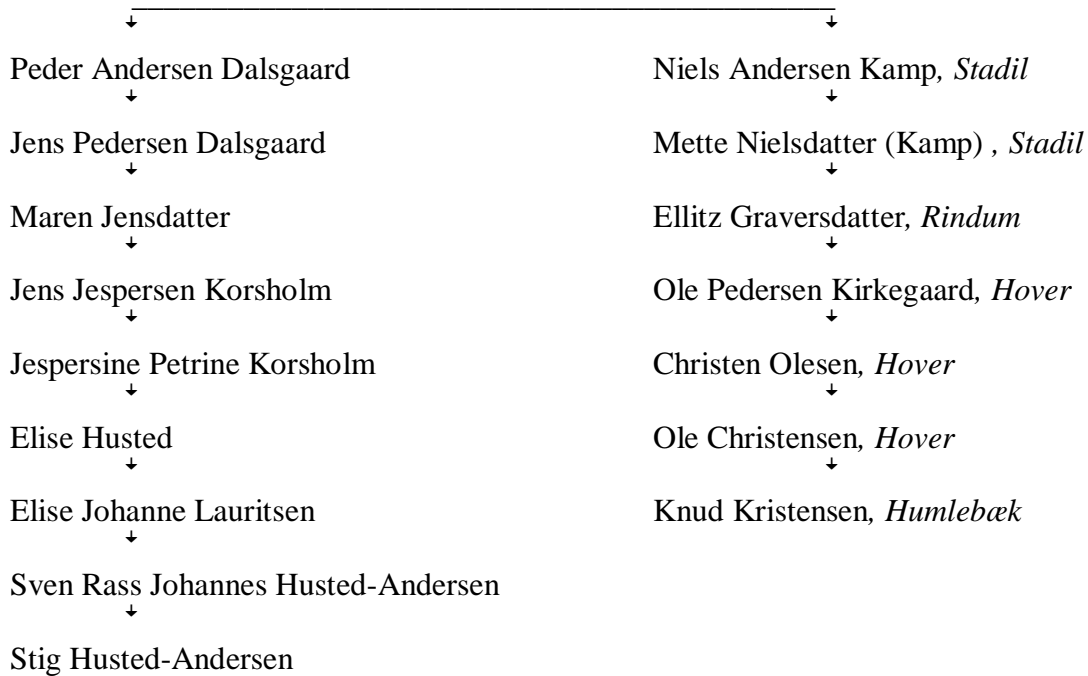 Peder Andersen Dalsgaard Niels Andersen Kamp, Stadil
Jens Pedersen Dalsgaard Mette Nielsdatter (Kamp) , Stadil
Maren Jensdatter Ellitz Graversdatter, Rindum
Jens Jespersen Korsholm Ole Pedersen Kirkegaard, Hover
Jespersine Petrine Korsholm Christen Olesen, Hover
Elise Husted Ole Christensen, Hover
Elise Johanne Lauritsen Knud Kristensen, Humlebæk
Sven Rass Johannes Husted-Andersen
Stig Husted-Andersen